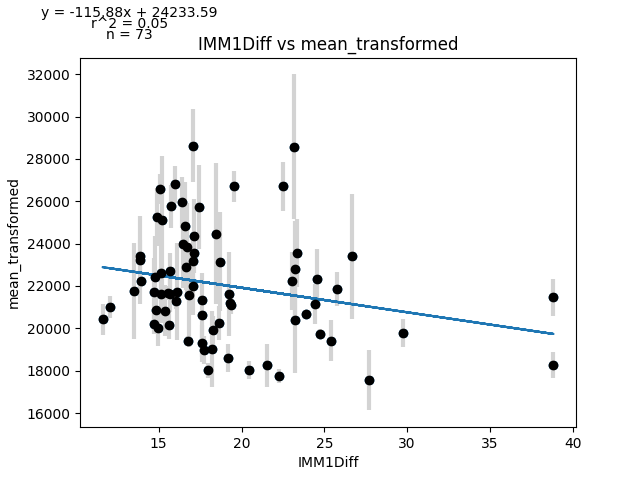 y = -115.88x + 24233.59
r^2 = 0.05
n = 73
IMM1Diff vs mean_transformed
32000
30000
28000
26000
24000
22000
20000
18000
16000
mean_transformed
15 20 25 30 35 40
IMM1Diff